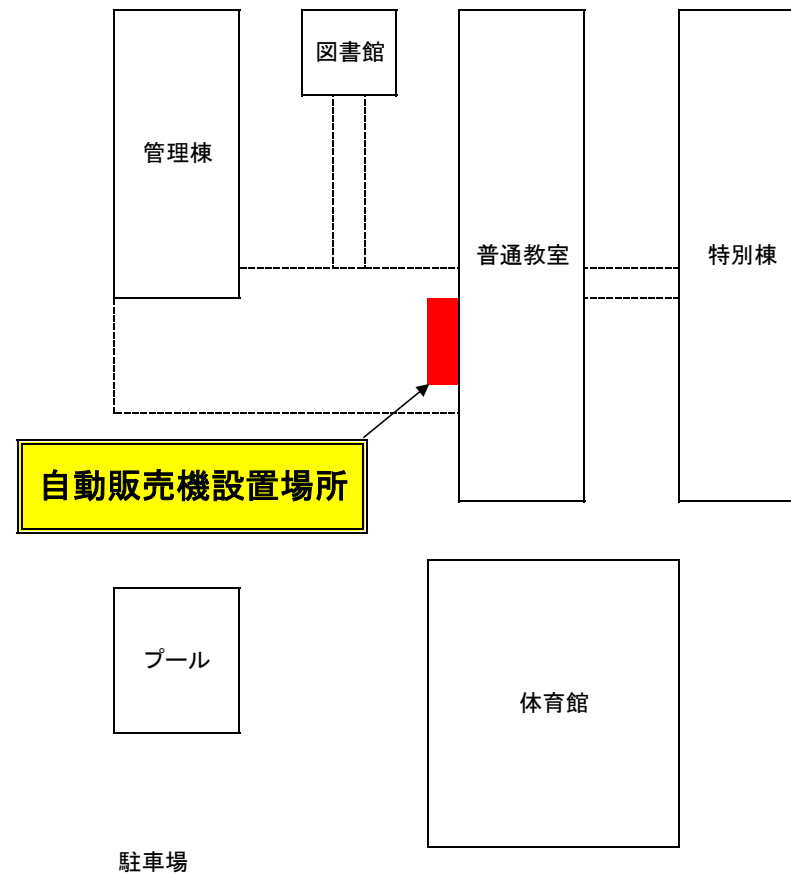 図書館
管理棟
普通教室
特別棟
自動販売機設置場所
プール
体育館
駐車場